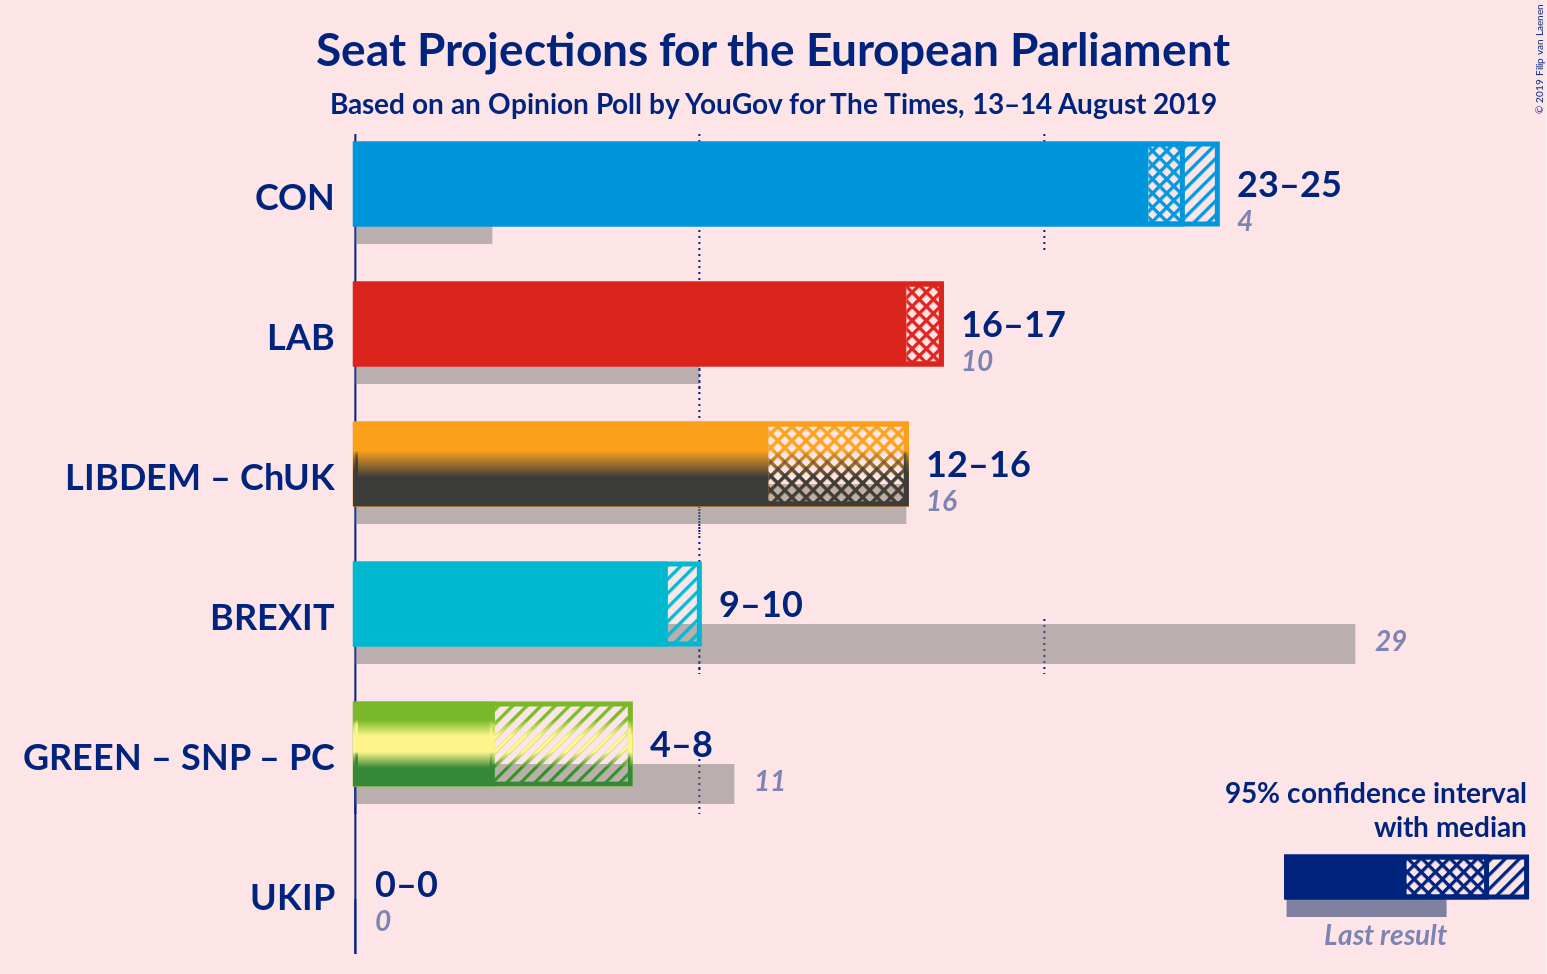 Seat Projections for the European Parliament
Based on an Opinion Poll by YouGov for The Times, 13–14 August 2019
© 2019 Filip van Laenen
CON
23–25
4
LAB
16–17
10
LIBDEM – ChUK
12–16
16
BREXIT
9–10
29
GREEN – SNP – PC
4–8
11
UKIP
0–0
0
95% confidence interval
with median
Last result